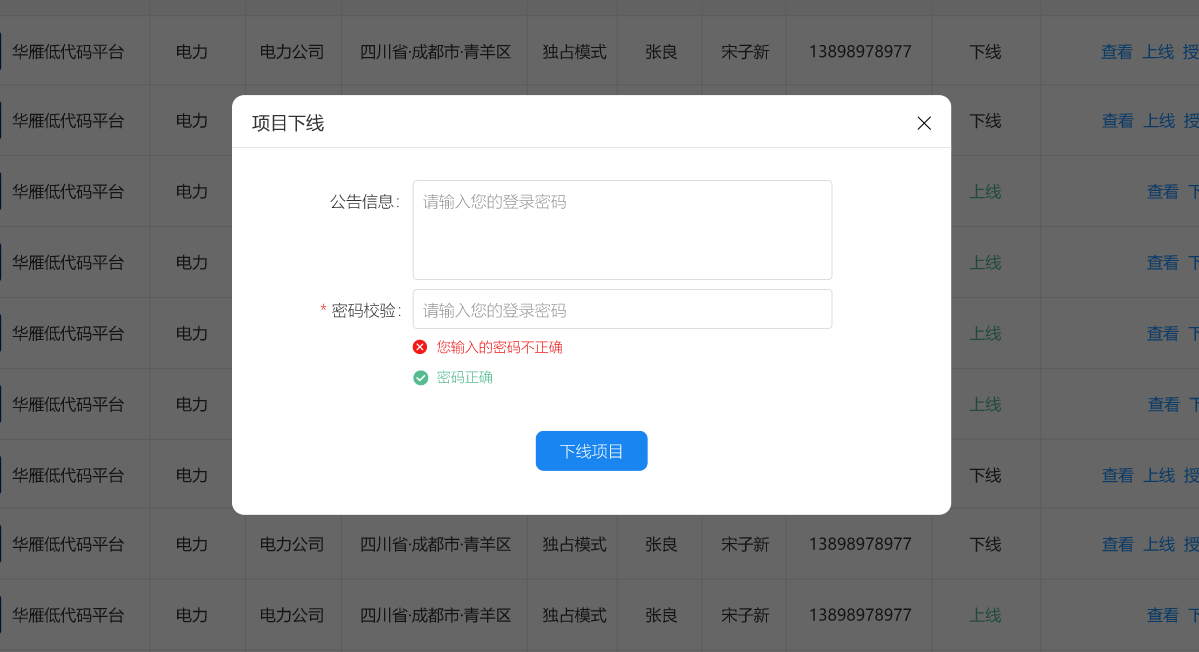 华雁低代码平台 电力 电力公司 四川省·成都市·青羊区 独占模式 张良 宋子新 13898978977 下线 查看 上线 授
华雁低代码平台 电力 下线 查看 上线 授
项目下线
华雁低代码平台 电力 上线 查看 下
公告信息: 请输入您的登录密码
华雁低代码平台 电力 上线 查看 下
* 密码校验: 请输入您的登录密码
华雁低代码平台 电力 上线 查看 下
您输入的密码不正确
密码正确
华雁低代码平台 电力 上线 查看 下
下线项目
华雁低代码平台 电力 下线 查看 上线 授
华雁低代码平台 电力 电力公司 四川省·成都市·青羊区 独占模式 张良 宋子新 13898978977 下线 查看 上线 授
华雁低代码平台 电力 电力公司 四川省·成都市·青羊区 独占模式 张良 宋子新 13898978977 上线 查看 下